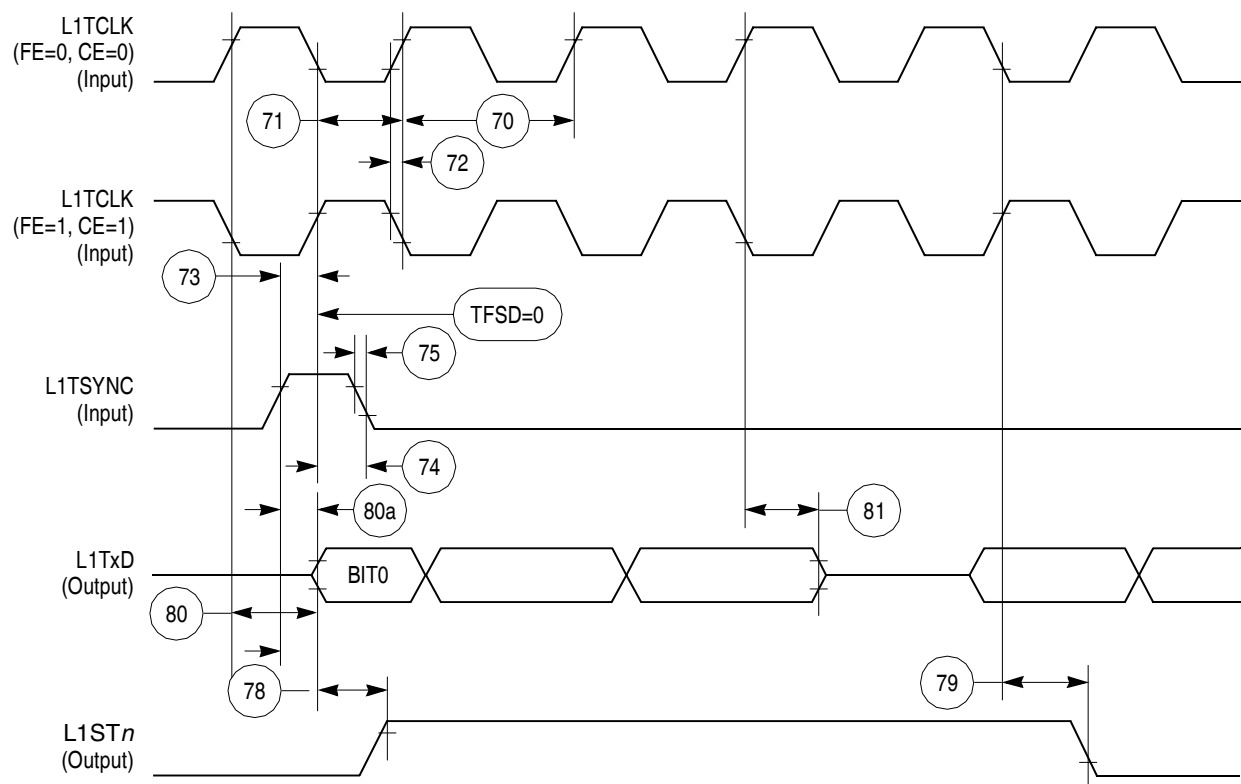 L1TCLK
(FE=0, CE=0)
(Input)
71
70
72
L1TCLK
(FE=1, CE=1)
(Input)
73
TFSD=0
75
L1TSYNC
(Input)
74
80a
81
L1TxD
(Output)
BIT0
80
78
79
L1STn
(Output)